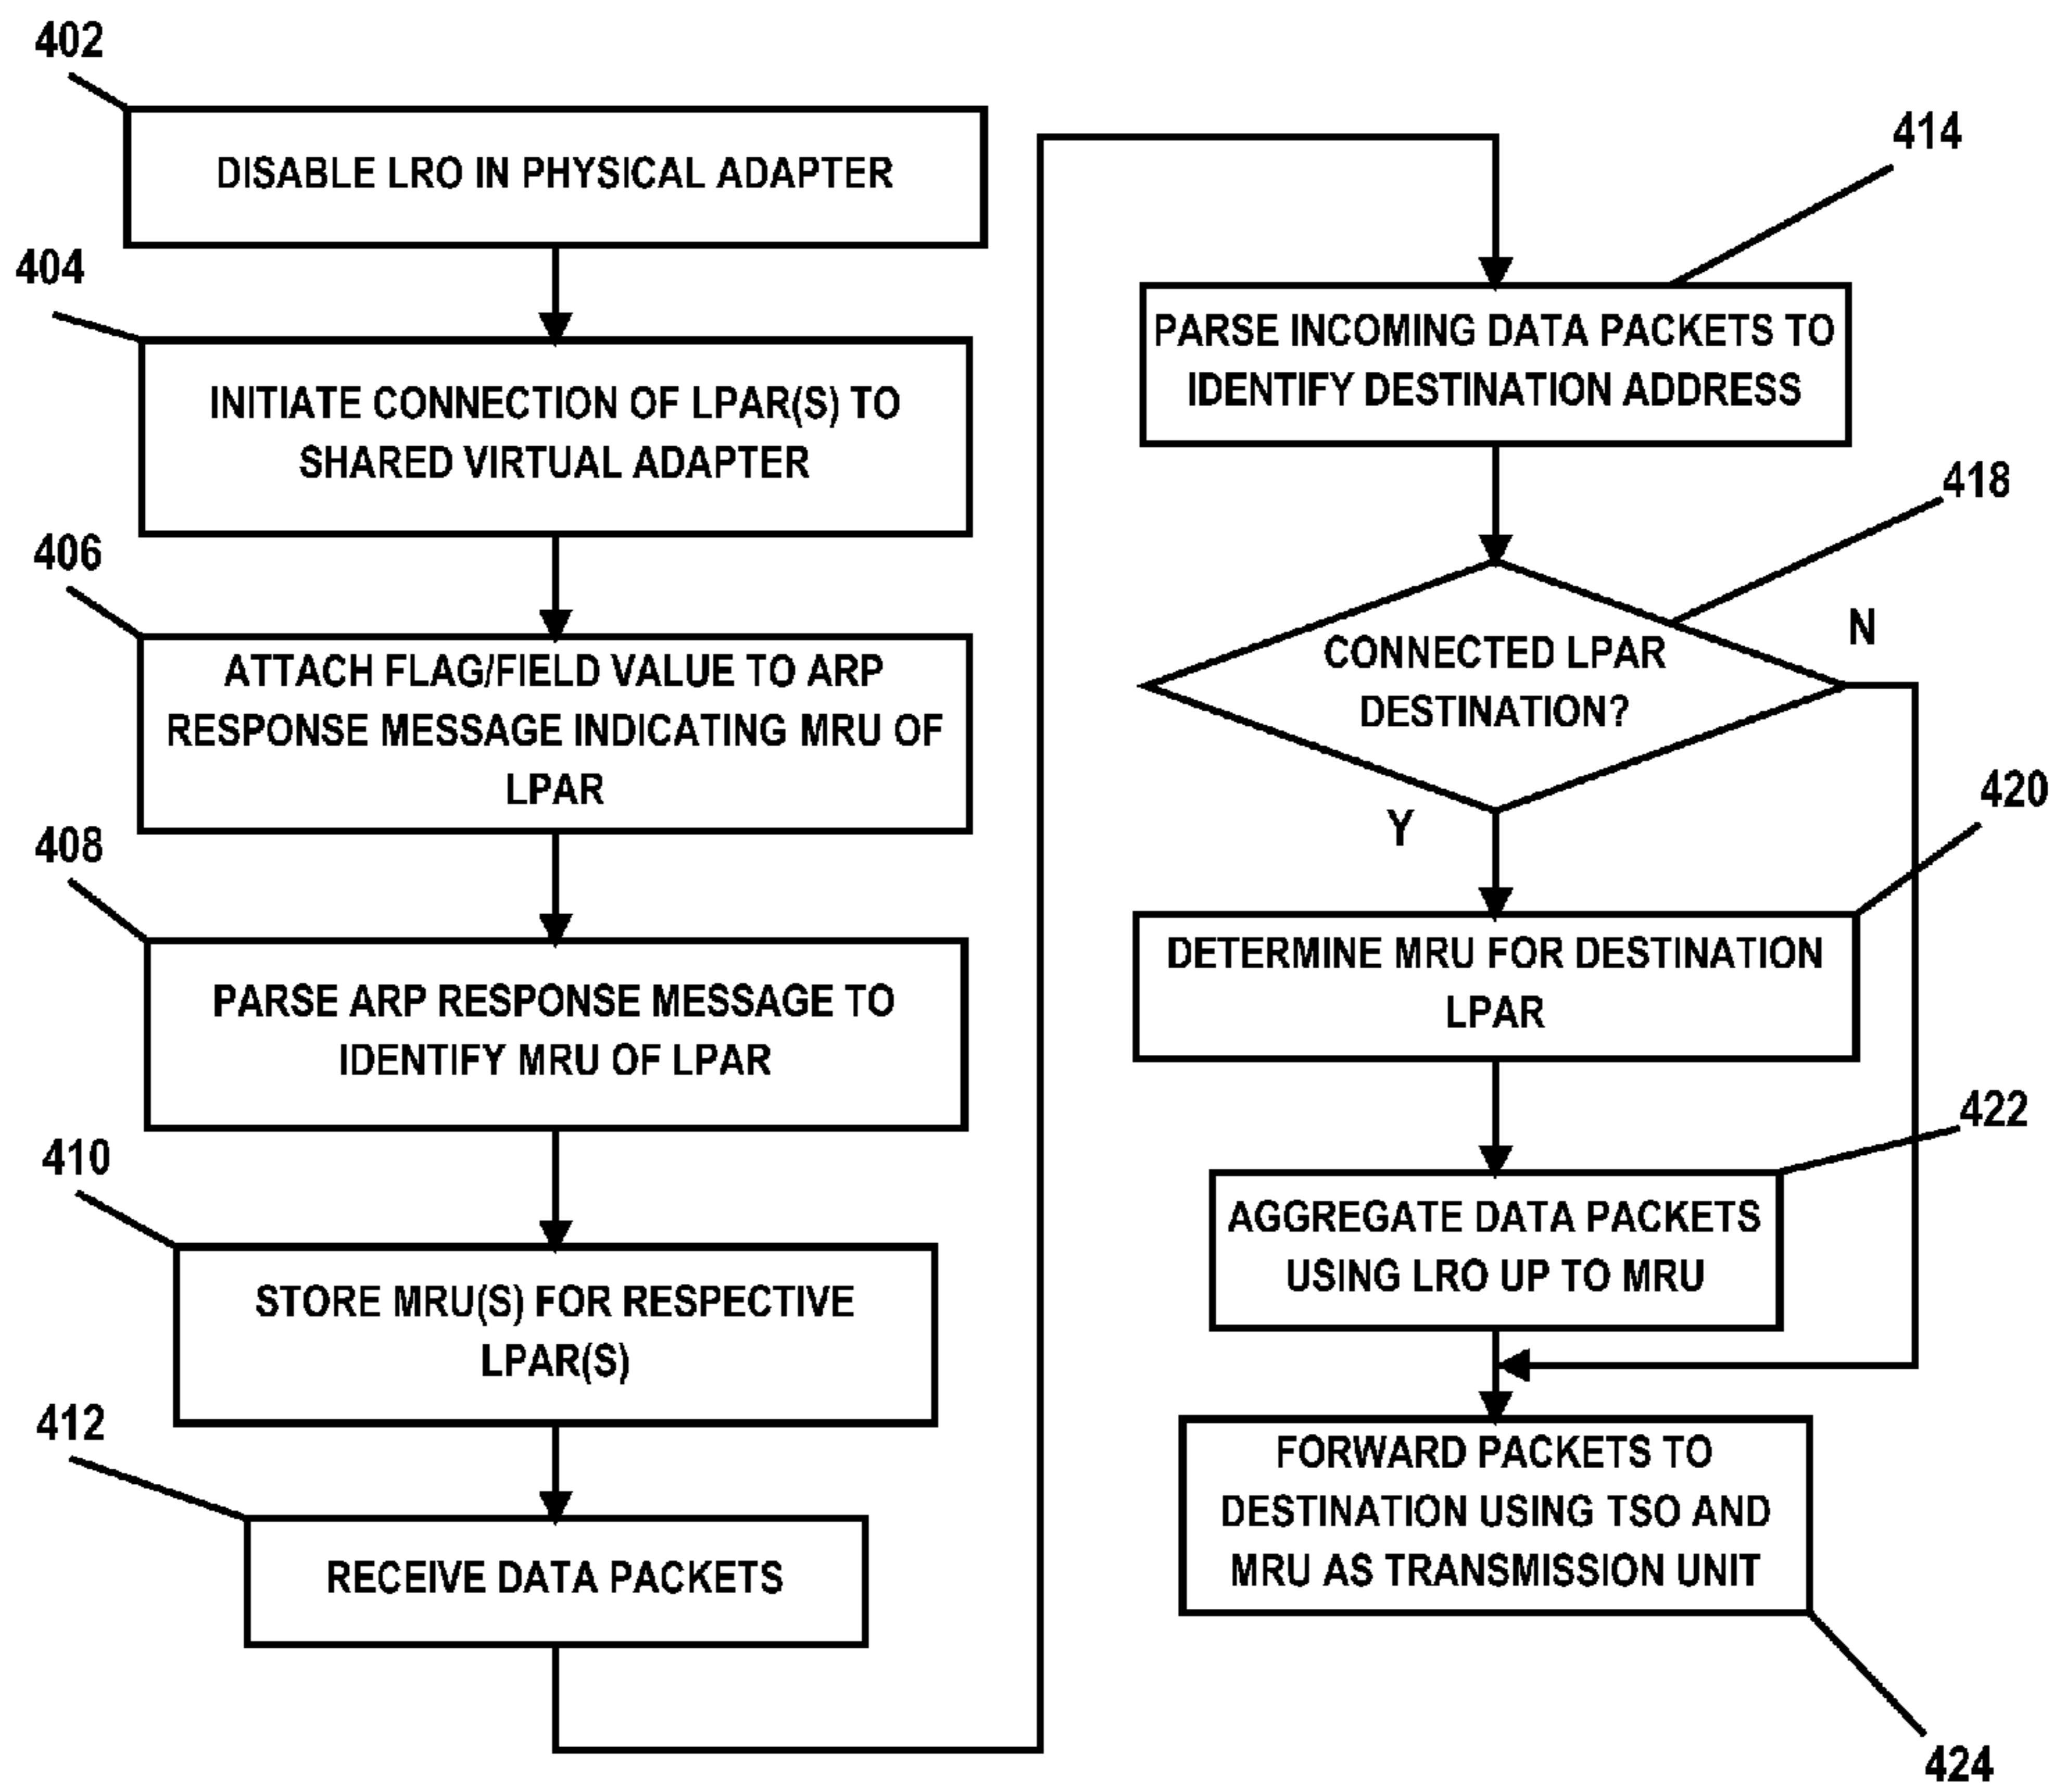 402
DISABLE LRO IN PHYSICAL ADAPTER
404
INITIATE CONNECTION OF LPAR(S) TO
SHARED VIRTUAL ADAPTER
406
ATTACH FLAG/FIELD VALUE TO ARP
RESPONSE MESSAGE INDICATING MRU OF
LPAR
408
PARSE ARP RESPONSE MESSAGE TO
IDENTIFY MRU OF LPAR
410
STORE MRU(S) FOR RESPECTIVE
LPAR(S)
412
RECEIVE DATA PACKETS
414
PARSE INCOMING DATA PACKETS TO
IDENTIFY DESTINATION ADDRESS
418
CONNECTED LPAR
DESTINATION?
N
Y
420
DETERMINE MRU FOR DESTINATION
LPAR
422
AGGREGATE DATA PACKETS
USING LRO UP TO MRU
FORWARD PACKETS TO
DESTINATION USING TSO AND
MRU AS TRANSMISSION UNIT
424